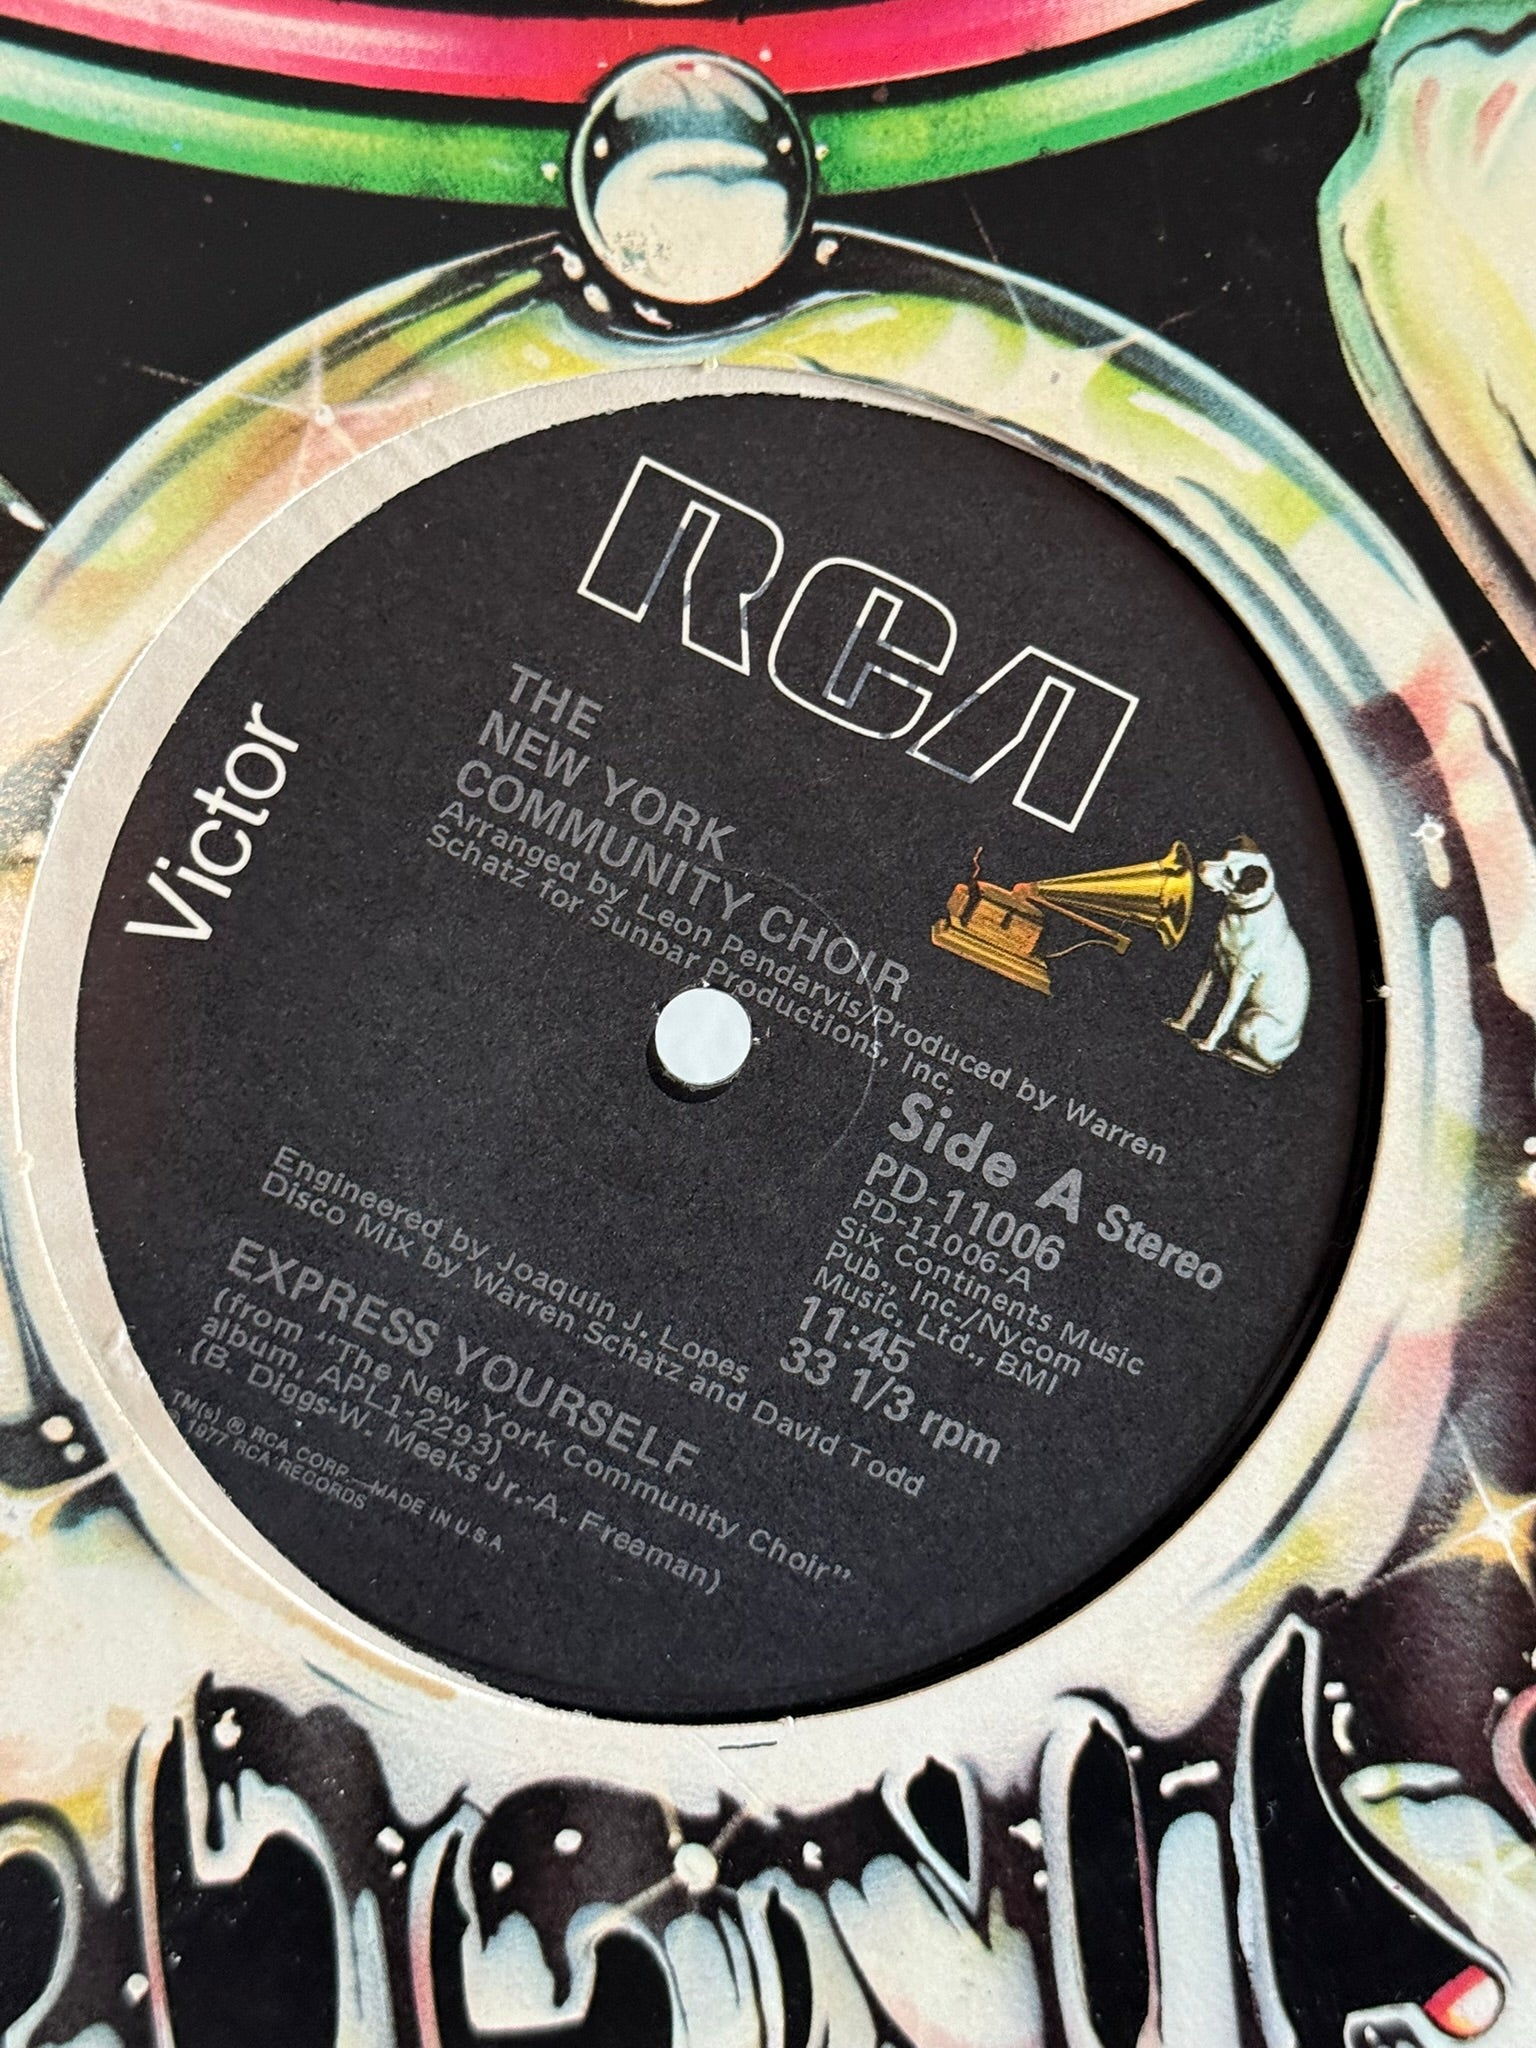 RCA
Victor
THE
NEW YORK
COMMUNITY CHOIR
Arranged by Leon Pendarvis/Produced by Warren
Schatz for Sunbar Productions, Inc.
Side A Stereo
PD-11006
PD-11006-A
Six Continents Music
Pub., Inc./Nycom
Music, Ltd., BMI
11:45
33 1/3 rpm
Engineered by Joaquin J. Lopes
Disco Mix by Warren Schatz and David Todd
EXPRESS YOURSELF
(from "The New York Community Choir"
album, APL1-2293)
(B. Diggs-W. Meeks Jr.-A. Freeman)
TM(s) ® RCA CORP.—MADE IN U.S.A.
1977 RCA RECORDS